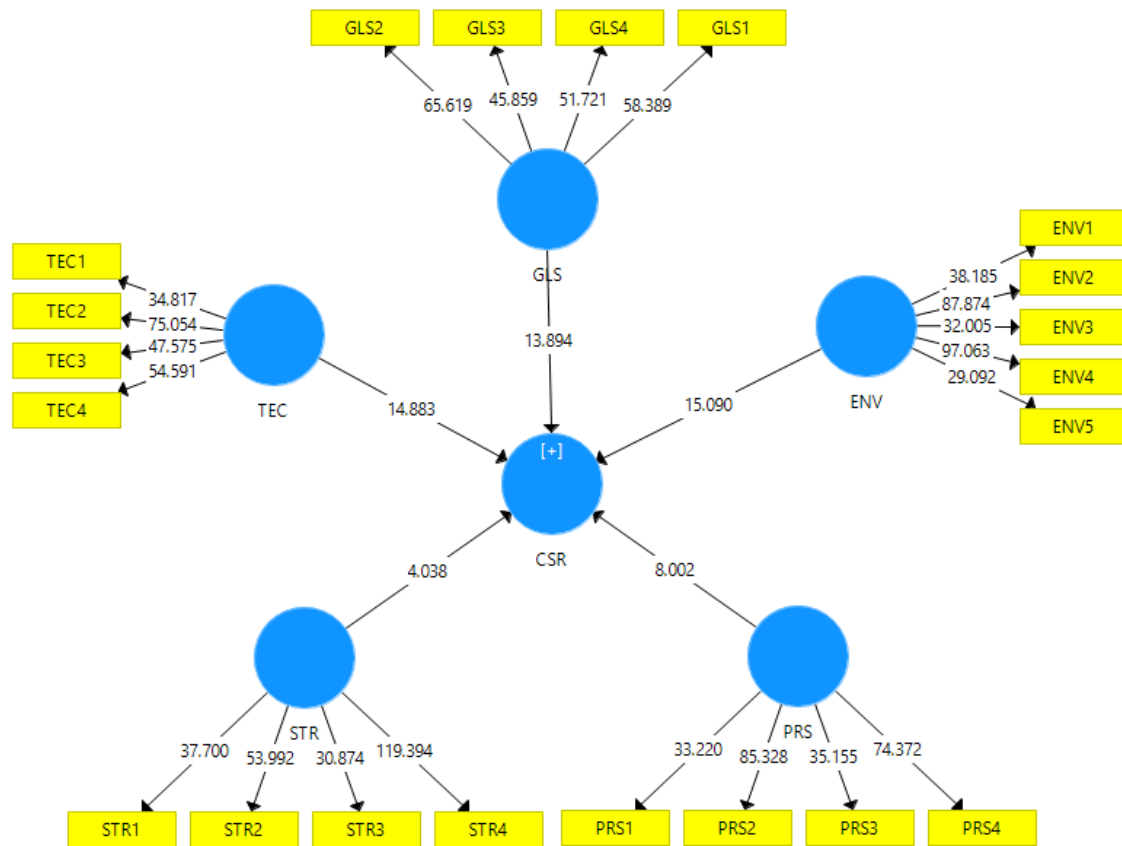 GLS2 GLS3 GLS4 GLS1
65.619 45.859 51.721 58.389
GLS
TEC1
TEC2
TEC3
TEC4
34.817
75.054
47.575
54.591
TEC
ENV1
ENV2
ENV3
ENV4
ENV5
38.185
87.874
32.005
97.063
29.092
ENV
13.894
14.883
15.090
[+]
CSR
4.038
8.002
STR
37.700 53.992 30.874 119.394
STR1 STR2 STR3 STR4
PRS
33.220 85.328 35.155 74.372
PRS1 PRS2 PRS3 PRS4